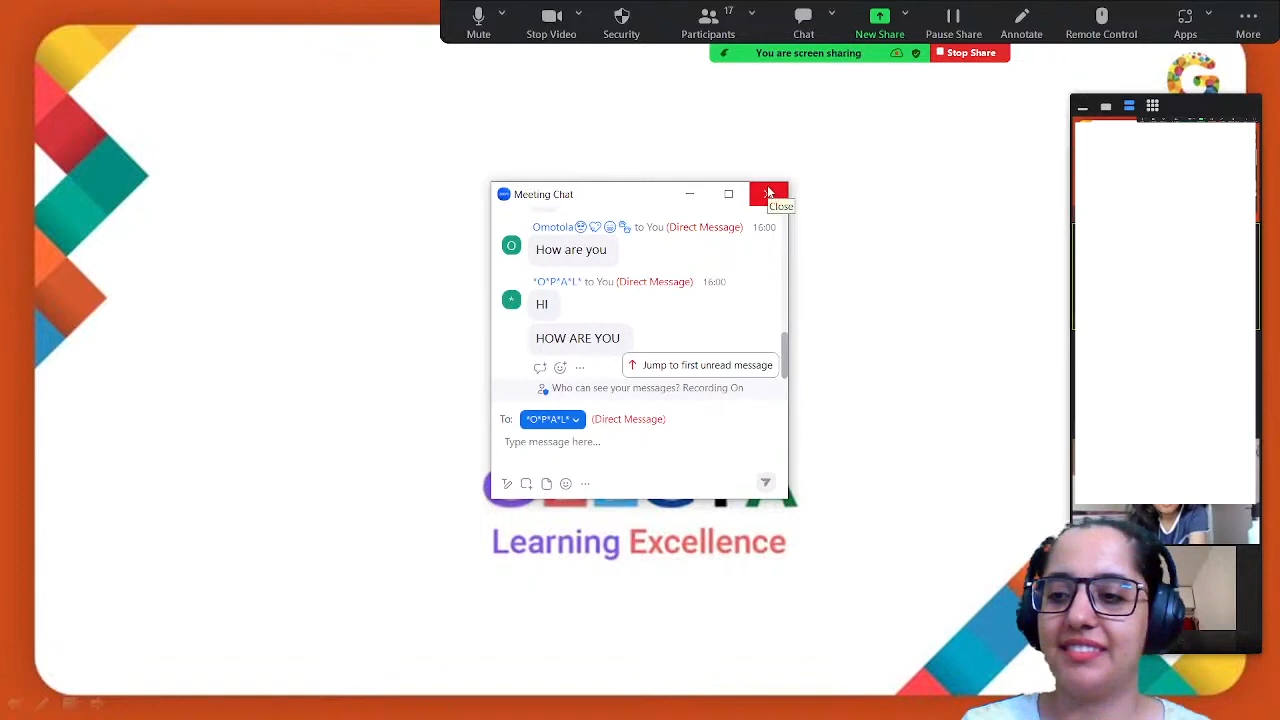 17
Mute
Stop Video
Security
Participants
Chat
New Share
Pause Share
Annotate
Remote Control
Apps
More
You are screen sharing
Stop Share
G
Meeting Chat
Close
Omotola to You (Direct Message) 16:00
O
How are you
*O*P*A*L* to You (Direct Message) 16:00
*
HI
HOW ARE YOU
Jump to first unread message
Who can see your messages? Recording On
To: *O*P*A*L* (Direct Message)
Type message here...
Learning Excellence